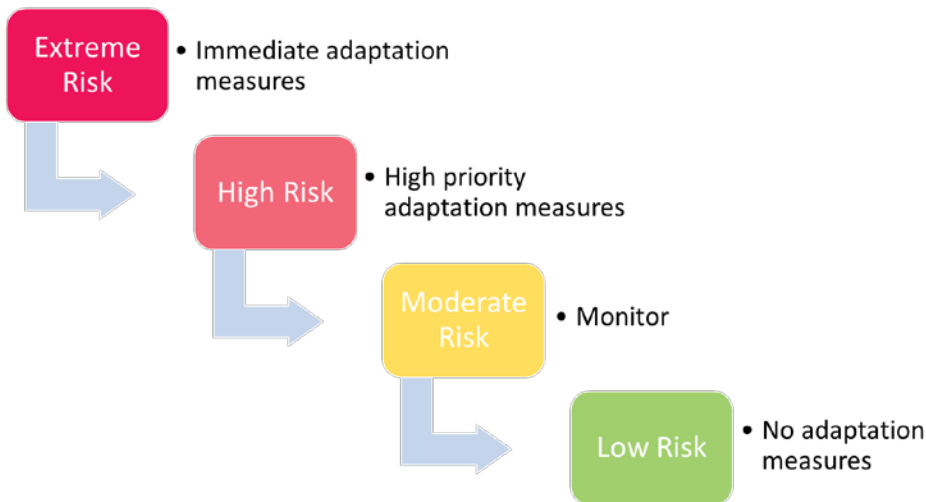 Extreme
Risk
• Immediate adaptation
measures
High Risk
• High priority
adaptation measures
Moderate
Risk
• Monitor
Low Risk
• No adaptation
measures